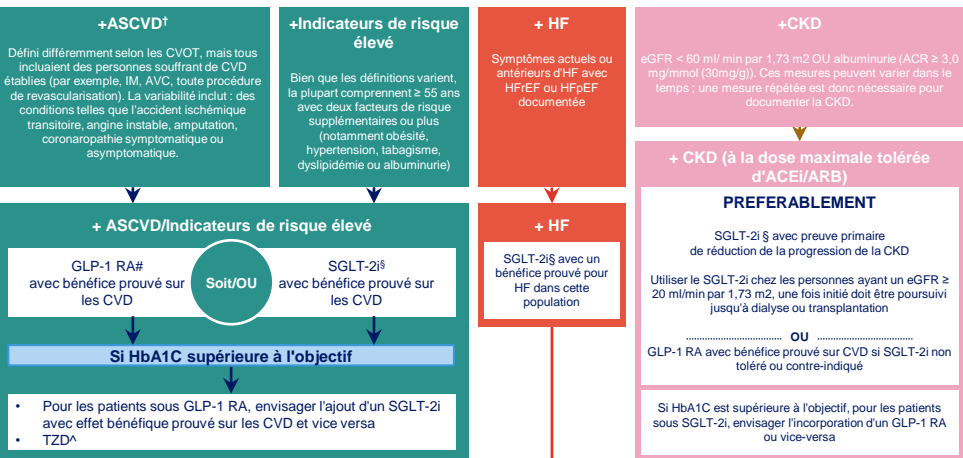 +ASCVD†
Défini différemment selon les CVOT, mais tous
incluaient des personnes souffrant de CVD
établies (par exemple, IM, AVC, toute procédure
de revascularisation). La variabilité inclut : des
conditions telles que l'accident ischémique
transitoire, angine instable, amputation,
coronaropathie symptomatique ou
asymptomatique.
+Indicateurs de risque
élevé
Bien que les définitions varient,
la plupart comprennent ≥ 55 ans
avec deux facteurs de risque
supplémentaires ou plus
(notamment obésité,
hypertension, tabagisme,
dyslipidémie ou albuminurie)
+ HF
Symptômes actuels ou
antérieurs d'HF avec
HFrEF ou HFpEF
documentée
+CKD
eGFR < 60 ml/ min par 1,73 m2 OU albuminurie (ACR ≥ 3,0
mg/mmol (30mg/g)). Ces mesures peuvent varier dans le
temps ; une mesure répétée est donc nécessaire pour
documenter la CKD.
+ ASCVD/Indicateurs de risque élevé
GLP-1 RA#
avec bénéfice prouvé sur
les CVD
Soit/OU
SGLT-2i§
avec bénéfice prouvé sur
les CVD
Si HbA1C supérieure à l'objectif
• Pour les patients sous GLP-1 RA, envisager l'ajout d'un SGLT-2i
avec effet bénéfique prouvé sur les CVD et vice versa
• TZD^
+ HF
SGLT-2i§ avec un
bénéfice prouvé pour
HF dans cette
population
+ CKD (à la dose maximale tolérée
d'ACEi/ARB)
PREFERABLEMENT
SGLT-2i § avec preuve primaire
de réduction de la progression de la CKD
Utiliser le SGLT-2i chez les personnes ayant un eGFR ≥
20 ml/min par 1,73 m2, une fois initié doit être poursuivi
jusqu'à dialyse ou transplantation
OU
GLP-1 RA avec bénéfice prouvé sur CVD si SGLT-2i non
toléré ou contre-indiqué
Si HbA1C est supérieure à l'objectif, pour les patients
sous SGLT-2i, envisager l'incorporation d'un GLP-1 RA
ou vice-versa